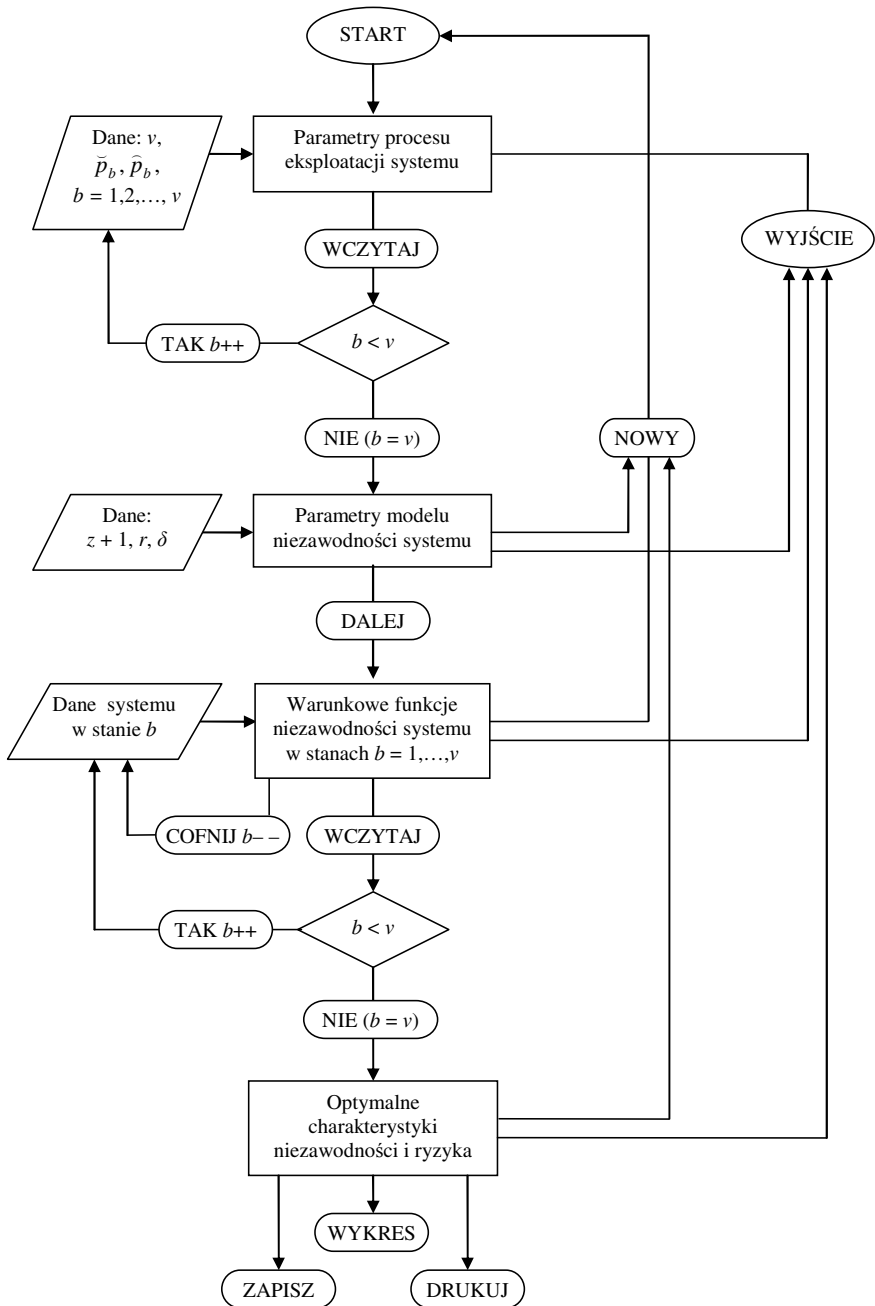 START
Dane: v,
p̆_b, p̂_b,
b = 1,2,…, v
Parametry procesu
eksploatacji systemu
WYJŚCIE
WCZYTAJ
TAK b++
b < v
NIE (b = v)
NOWY
Dane:
z + 1, r, δ
Parametry modelu
niezawodności systemu
DALEJ
Dane systemu
w stanie b
Warunkowe funkcje
niezawodności systemu
w stanach b = 1,…,v
COFNIJ b– –
WCZYTAJ
TAK b++
b < v
NIE (b = v)
Optymalne
charakterystyki
niezawodności i ryzyka
WYKRES
ZAPISZ
DRUKUJ